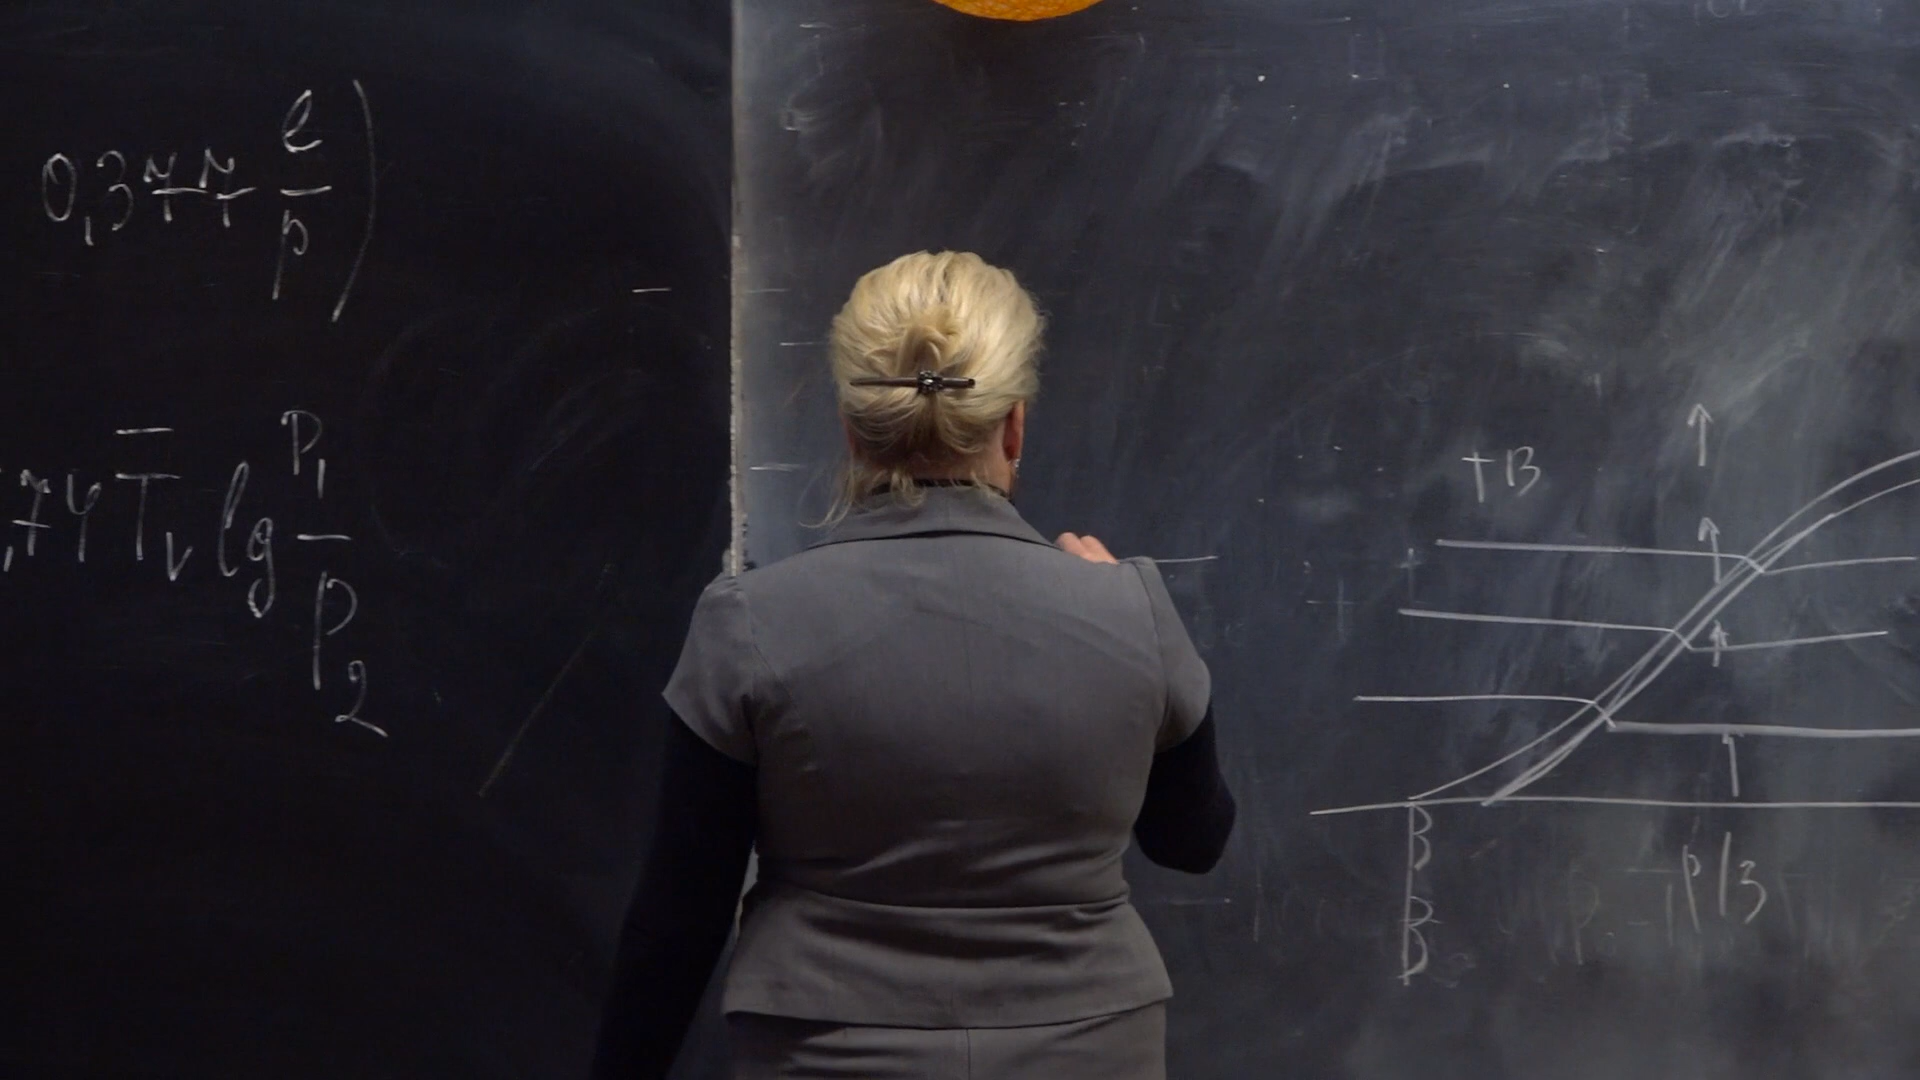 0,377 e/p)
,74 T̅ᵥ lg P₁/P₂
+B
B
B
p/3